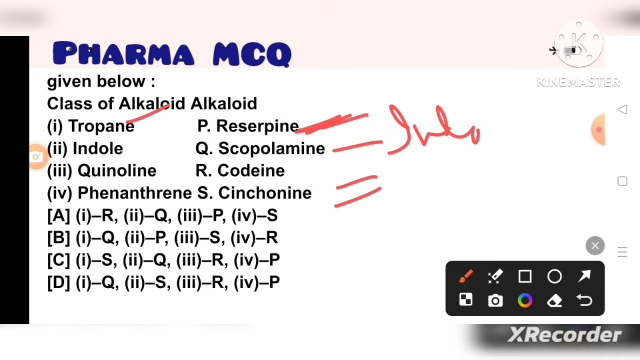 PHARMA MCQ
KINEMASTER
given below :
Class of Alkaloid Alkaloid
(i) Tropane P. Reserpine
(ii) Indole Q. Scopolamine
(iii) Quinoline R. Codeine
(iv) Phenanthrene S. Cinchonine
[A] (i)–R, (ii)–Q, (iii)–P, (iv)–S
[B] (i)–Q, (ii)–P, (iii)–S, (iv)–R
[C] (i)–S, (ii)–Q, (iii)–R, (iv)–P
[D] (i)–Q, (ii)–S, (iii)–R, (iv)–P
XRecorder